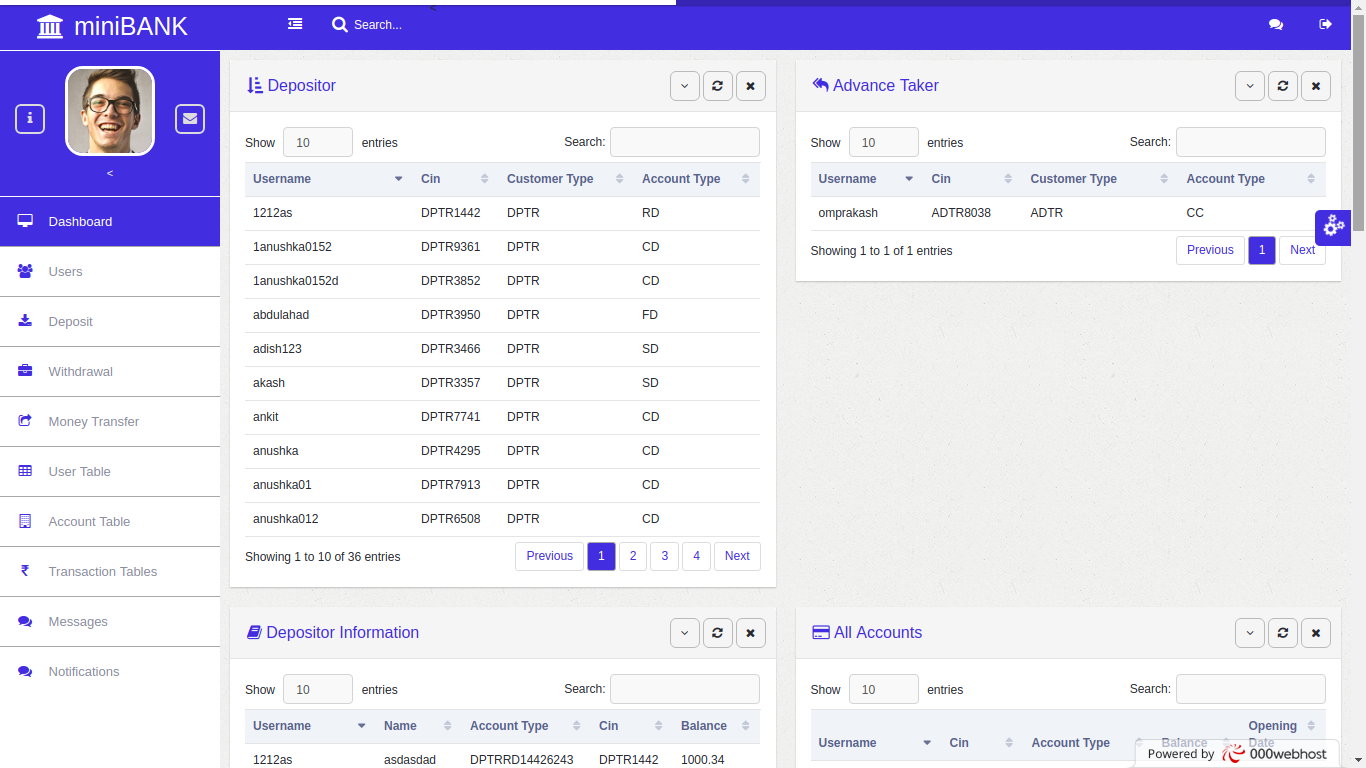 <
miniBANK
Search...
<
Dashboard
Users
Deposit
Withdrawal
Money Transfer
User Table
Account Table
Transaction Tables
Messages
Notifications
Depositor
Show 10 entries Search:
Username Cin Customer Type Account Type
1212as DPTR1442 DPTR RD
1anushka0152 DPTR9361 DPTR CD
1anushka0152d DPTR3852 DPTR CD
abdulahad DPTR3950 DPTR FD
adish123 DPTR3466 DPTR SD
akash DPTR3357 DPTR SD
ankit DPTR7741 DPTR CD
anushka DPTR4295 DPTR CD
anushka01 DPTR7913 DPTR CD
anushka012 DPTR6508 DPTR CD
Showing 1 to 10 of 36 entries Previous 1 2 3 4 Next
Advance Taker
Show 10 entries Search:
Username Cin Customer Type Account Type
omprakash ADTR8038 ADTR CC
Showing 1 to 1 of 1 entries Previous 1 Next
Depositor Information
Show 10 entries Search:
Username Name Account Type Cin Balance
1212as asdasdad DPTRRD14426243 DPTR1442 1000.34
All Accounts
Show 10 entries Search:
Username Cin Account Type Balance Opening
Date
Powered by 000webhost